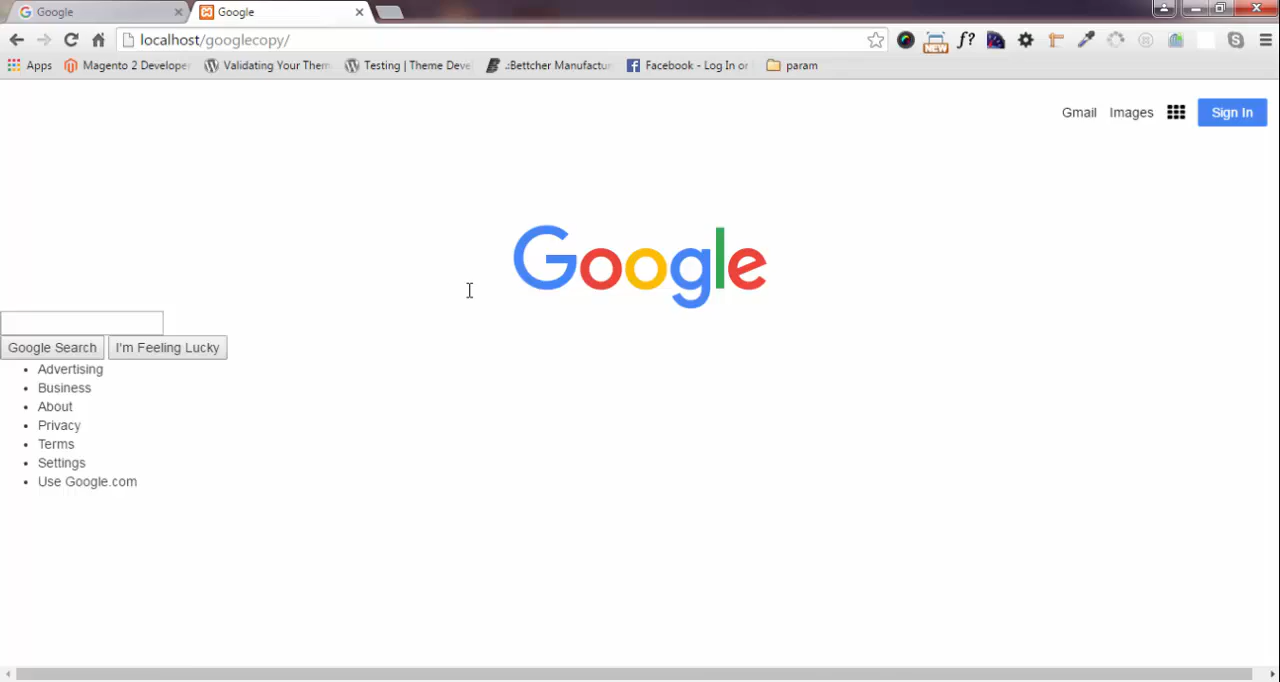 Google Google
localhost/googlecopy/
NEW f?
Apps Magento 2 Develope Validating Your Them Testing | Theme Deve .:Bettcher Manufactu Facebook - Log In or param
Gmail Images Sign In
Google
Google Search I'm Feeling Lucky
Advertising
Business
About
Privacy
Terms
Settings
Use Google.com